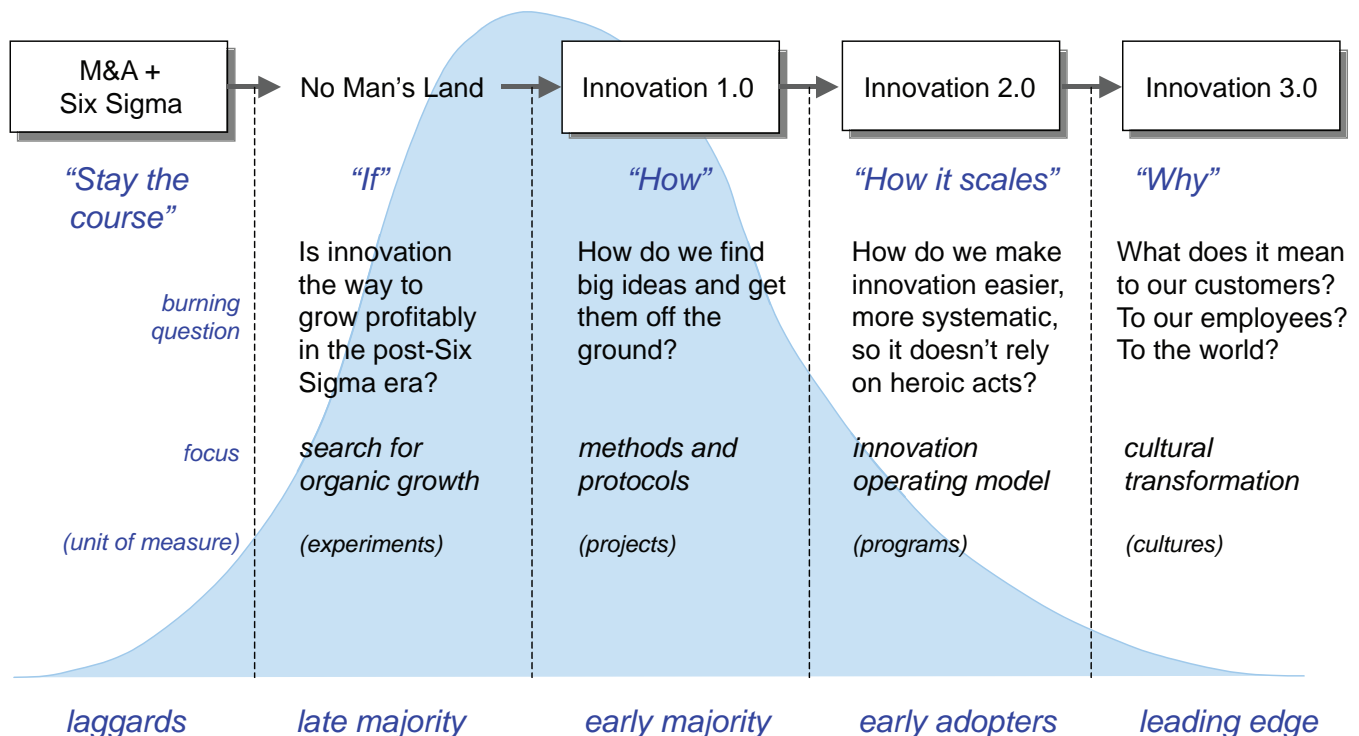 M&A +
Six Sigma
No Man’s Land
Innovation 1.0
Innovation 2.0
Innovation 3.0
“Stay the
course”
“If”
“How”
“How it scales”
“Why”
burning
question
Is innovation
the way to
grow profitably
in the post-Six
Sigma era?
How do we find
big ideas and get
them off the
ground?
How do we make
innovation easier,
more systematic,
so it doesn’t rely
on heroic acts?
What does it mean
to our customers?
To our employees?
To the world?
focus
search for
organic growth
methods and
protocols
innovation
operating model
cultural
transformation
(unit of measure)
(experiments)
(projects)
(programs)
(cultures)
laggards
late majority
early majority
early adopters
leading edge